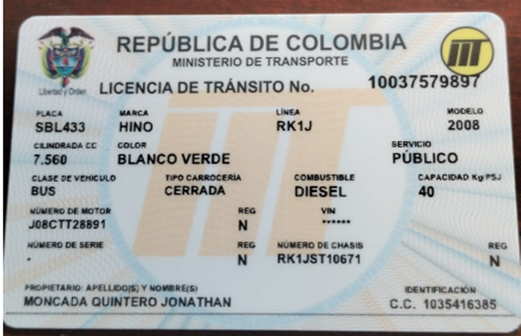 REPÚBLICA DE COLOMBIA
MINISTERIO DE TRANSPORTE
Libertad y Orden
LICENCIA DE TRÁNSITO No. 10037579897
PLACA MARCA LÍNEA MODELO
SBL433 HINO RK1J 2008
CILINDRADA CC COLOR SERVICIO
7.560 BLANCO VERDE PÚBLICO
CLASE DE VEHÍCULO TIPO CARROCERÍA COMBUSTIBLE CAPACIDAD Kg/PSJ
BUS CERRADA DIESEL 40
NÚMERO DE MOTOR REG VIN
J08CTT28891 N ******
NÚMERO DE SERIE REG NÚMERO DE CHASIS REG
- N RK1JST10671 N
PROPIETARIO: APELLIDO(S) Y NOMBRE(S) IDENTIFICACIÓN
MONCADA QUINTERO JONATHAN C.C. 1035416385